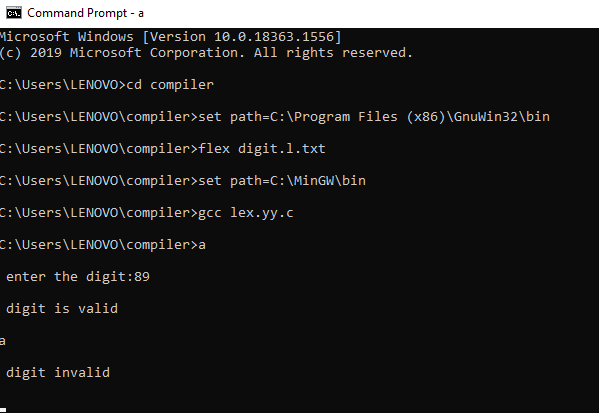 Command Prompt - a
Microsoft Windows [Version 10.0.18363.1556]
(c) 2019 Microsoft Corporation. All rights reserved.
C:\Users\LENOVO>cd compiler
C:\Users\LENOVO\compiler>set path=C:\Program Files (x86)\GnuWin32\bin
C:\Users\LENOVO\compiler>flex digit.l.txt
C:\Users\LENOVO\compiler>set path=C:\MinGW\bin
C:\Users\LENOVO\compiler>gcc lex.yy.c
C:\Users\LENOVO\compiler>a
enter the digit:89
digit is valid
a
digit invalid